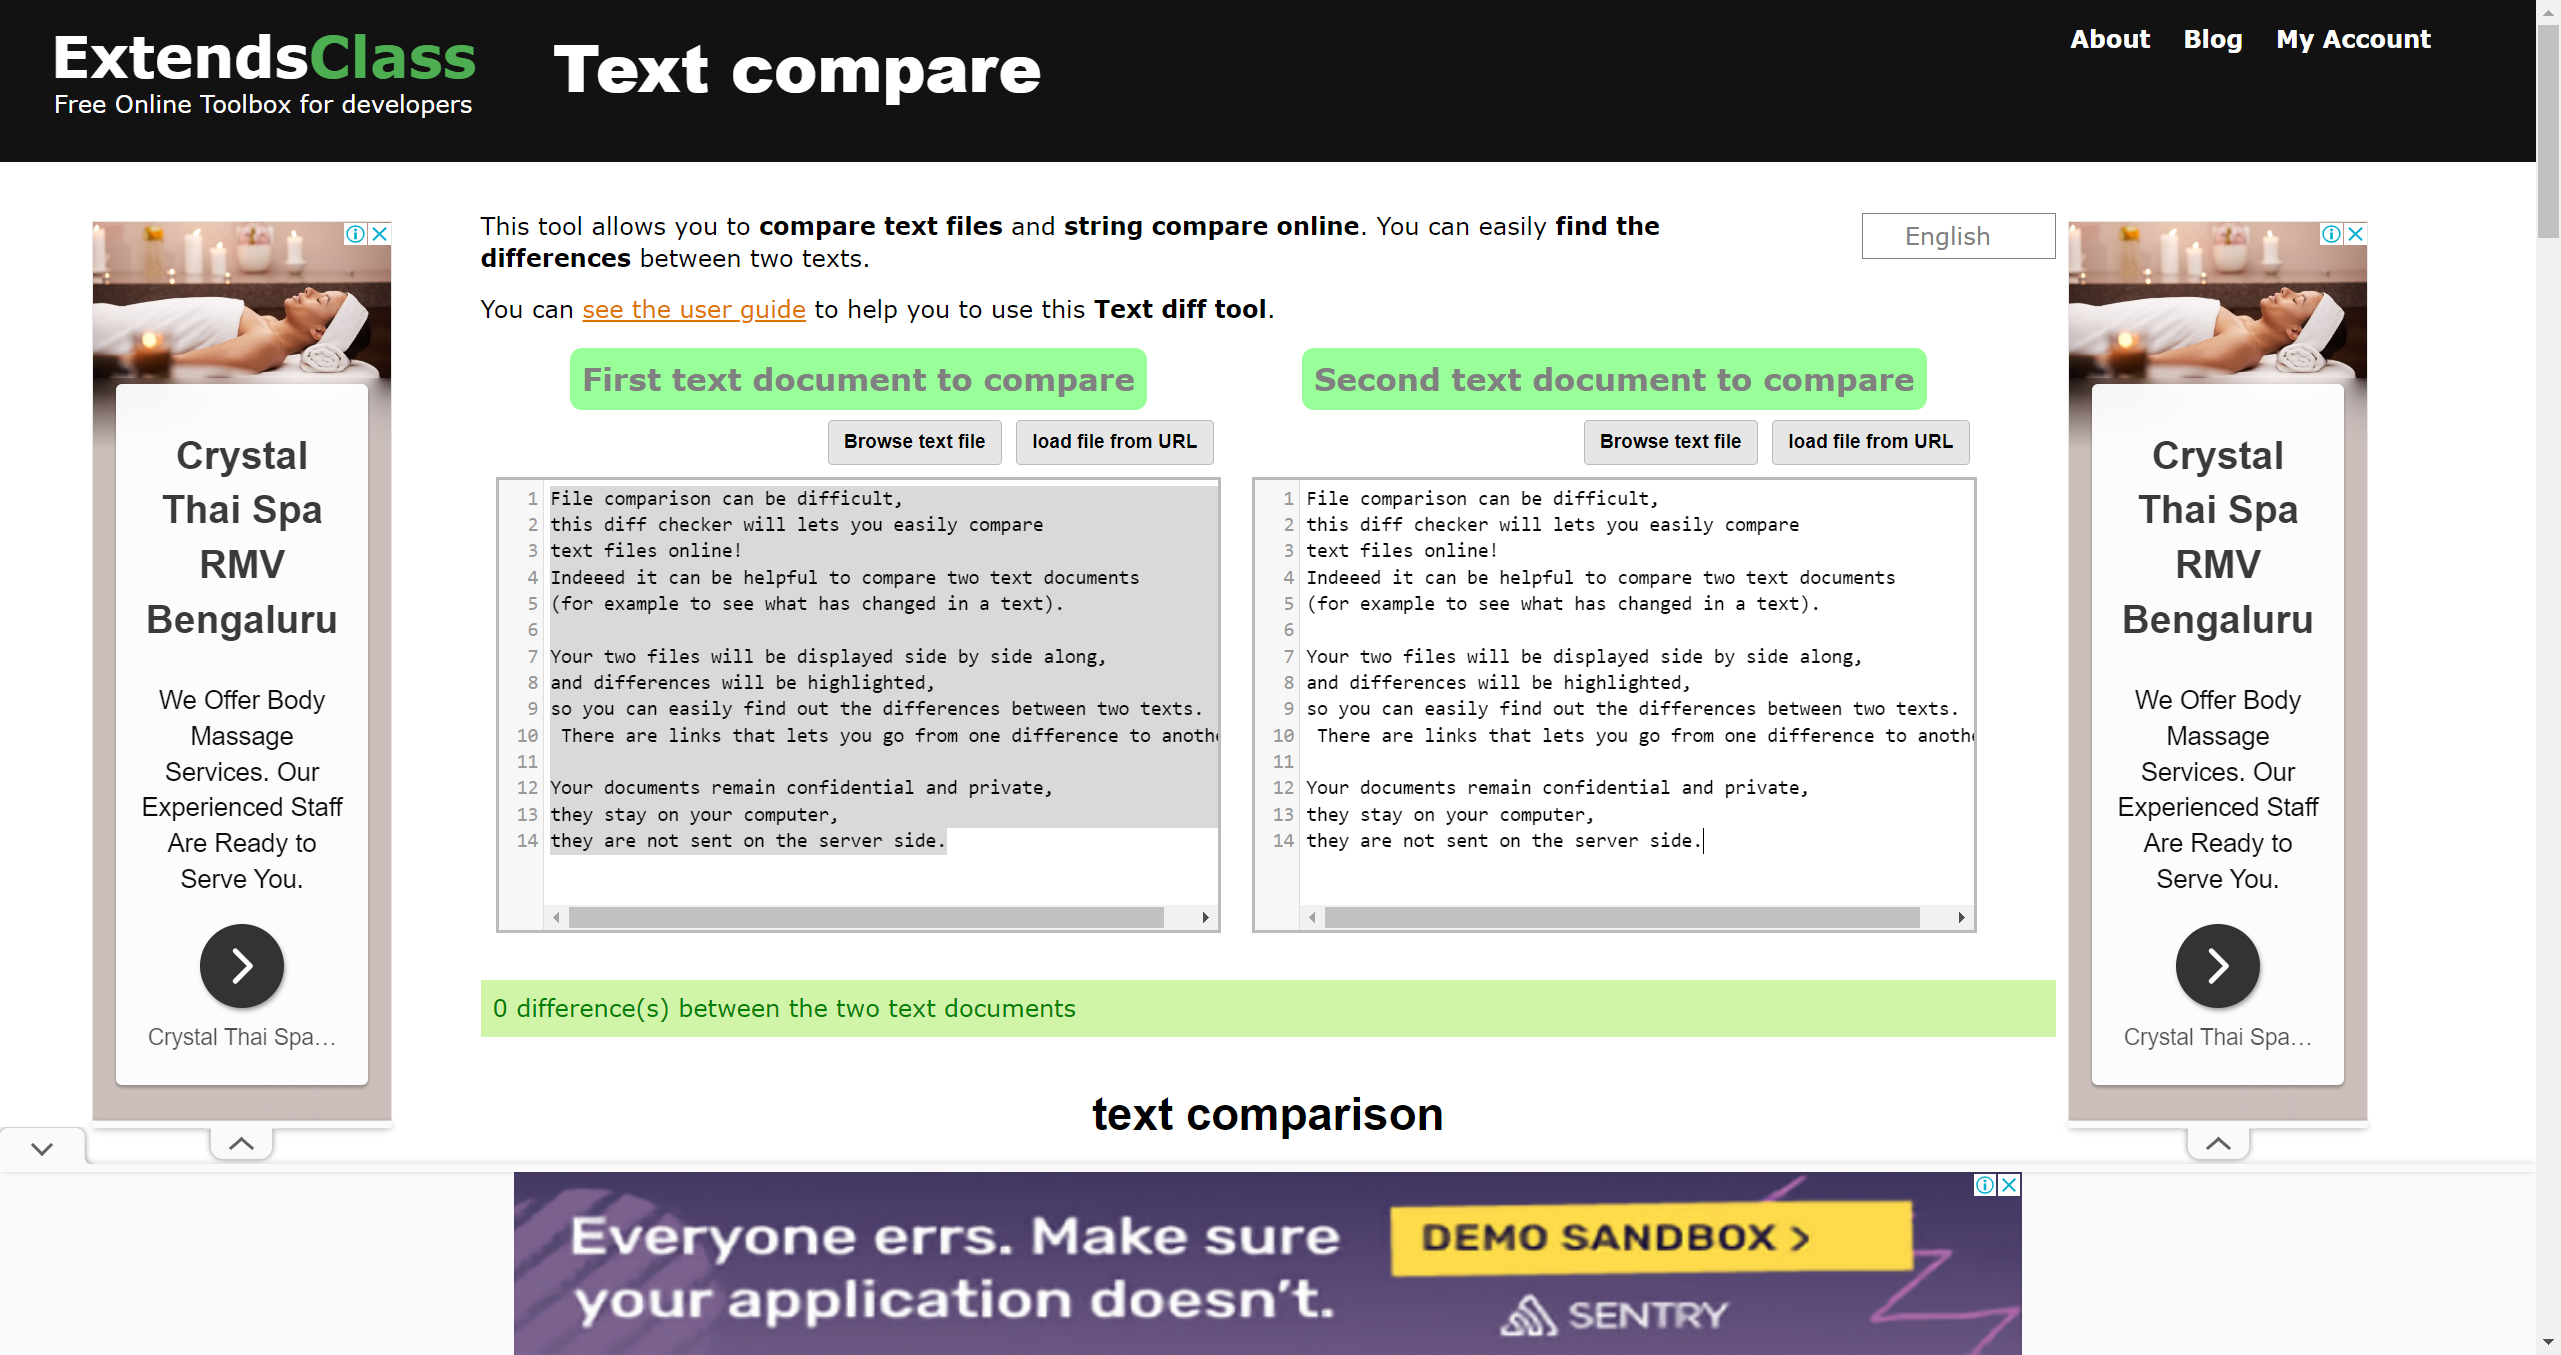 ExtendsClass
Free Online Toolbox for developers
Text compare
About Blog My Account
This tool allows you to compare text files and string compare online. You can easily find the
differences between two texts.
English
You can see the user guide to help you to use this Text diff tool.
First text document to compare
Browse text file load file from URL
1 File comparison can be difficult,
2 this diff checker will lets you easily compare
3 text files online!
4 Indeeed it can be helpful to compare two text documents
5 (for example to see what has changed in a text).
6
7 Your two files will be displayed side by side along,
8 and differences will be highlighted,
9 so you can easily find out the differences between two texts.
10 There are links that lets you go from one difference to anothe
11
12 Your documents remain confidential and private,
13 they stay on your computer,
14 they are not sent on the server side.
Second text document to compare
Browse text file load file from URL
1 File comparison can be difficult,
2 this diff checker will lets you easily compare
3 text files online!
4 Indeeed it can be helpful to compare two text documents
5 (for example to see what has changed in a text).
6
7 Your two files will be displayed side by side along,
8 and differences will be highlighted,
9 so you can easily find out the differences between two texts.
10 There are links that lets you go from one difference to anothe
11
12 Your documents remain confidential and private,
13 they stay on your computer,
14 they are not sent on the server side.
0 difference(s) between the two text documents
text comparison
Crystal
Thai Spa
RMV
Bengaluru
We Offer Body
Massage
Services. Our
Experienced Staff
Are Ready to
Serve You.
Crystal Thai Spa...
Crystal
Thai Spa
RMV
Bengaluru
We Offer Body
Massage
Services. Our
Experienced Staff
Are Ready to
Serve You.
Crystal Thai Spa...
Everyone errs. Make sure
your application doesn't.
DEMO SANDBOX >
SENTRY